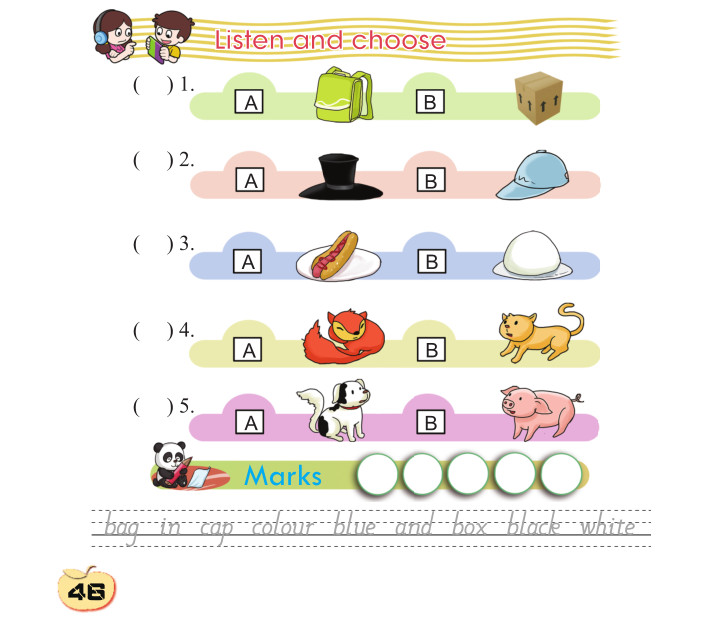 Listen and choose
( ) 1. A B
( ) 2. A B
( ) 3. A B
( ) 4. A B
( ) 5. A B
Marks
bag in cap colour blue and box black white
46